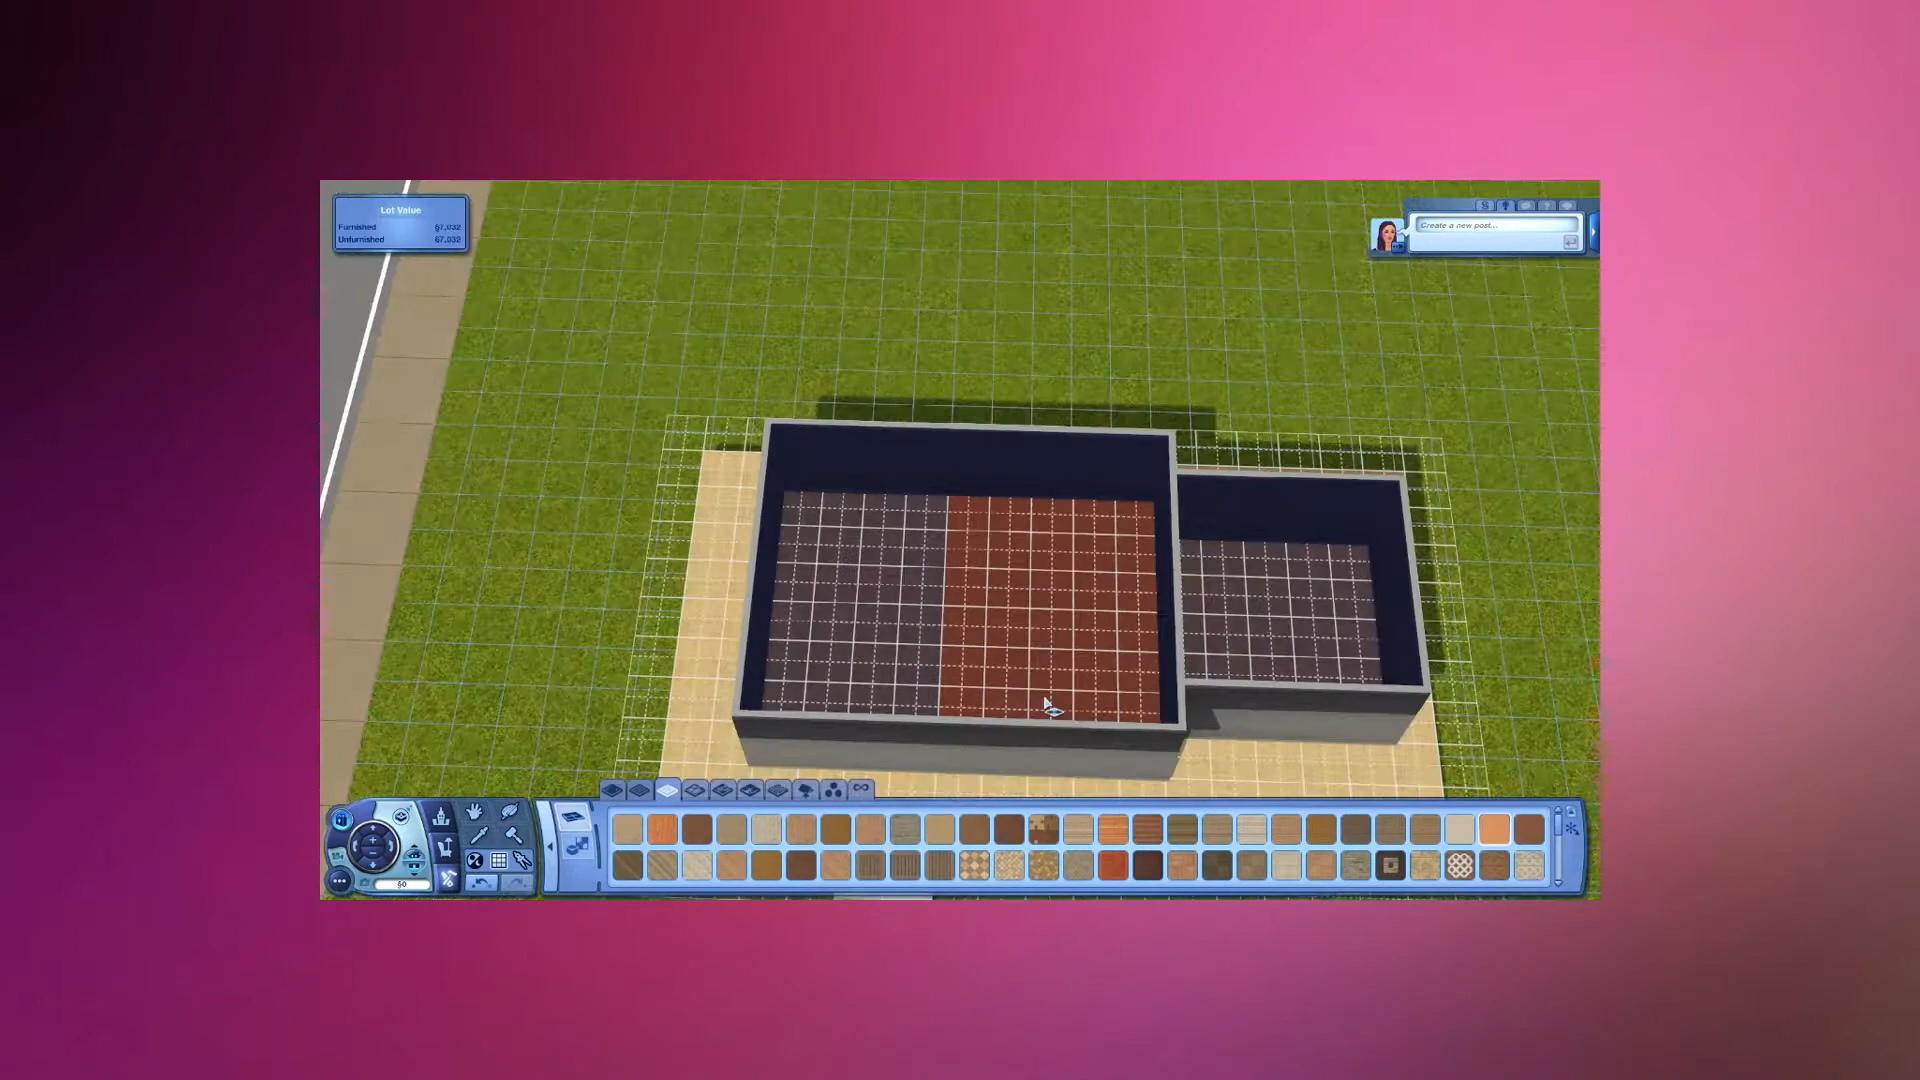 Lot Value
Furnished §7,032
Unfurnished §7,032
Create a new post...
§0